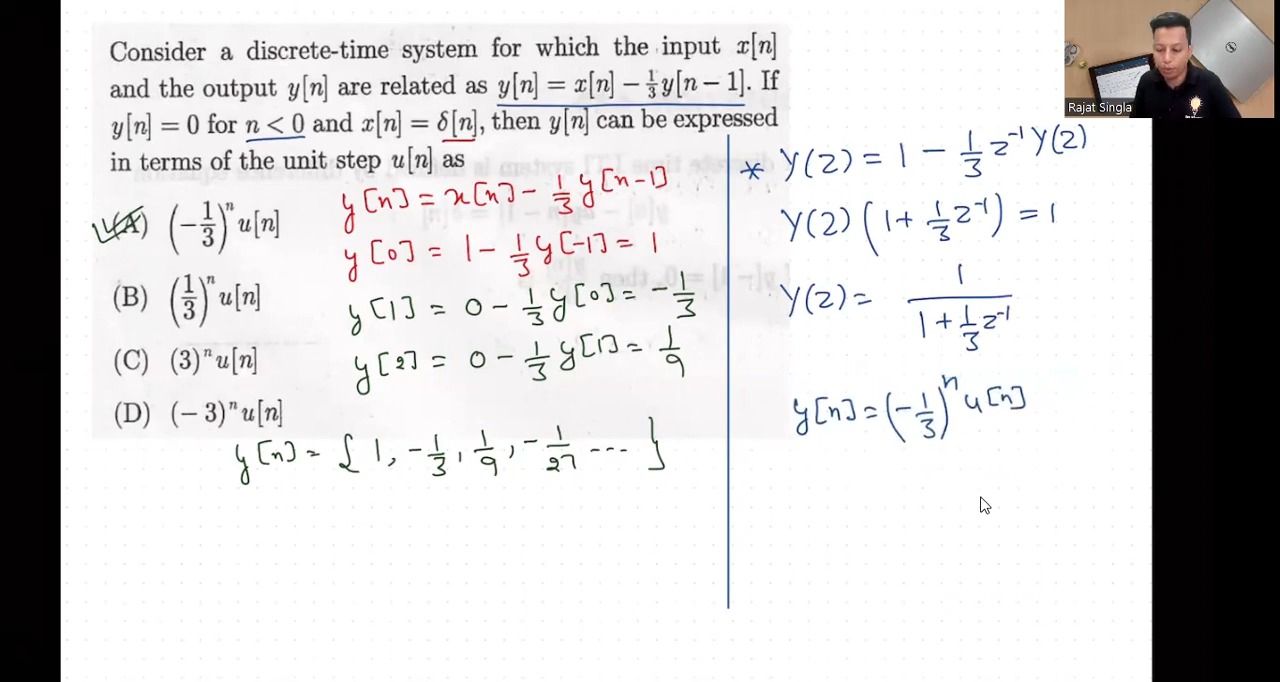 Consider a discrete-time system for which the input x[n]
and the output y[n] are related as y[n] = x[n] − 1/3 y[n − 1]. If
y[n] = 0 for n < 0 and x[n] = δ[n], then y[n] can be expressed
in terms of the unit step u[n] as
(A) (−1/3)^n u[n]
(B) (1/3)^n u[n]
(C) (3)^n u[n]
(D) (− 3)^n u[n]
y[n] = x[n] − 1/3 y[n−1]
y[0] = 1 − 1/3 y[−1] = 1
y[1] = 0 − 1/3 y[0] = −1/3
y[2] = 0 − 1/3 y[1] = 1/9
y[n] = { 1, −1/3, 1/9, −1/27 ... }
* Y(z) = 1 − 1/3 z^-1 Y(z)
Y(z) (1 + 1/3 z^-1) = 1
Y(z) = 1/(1 + 1/3 z^-1)
y[n] = (−1/3)^n u[n]
Rajat Singla